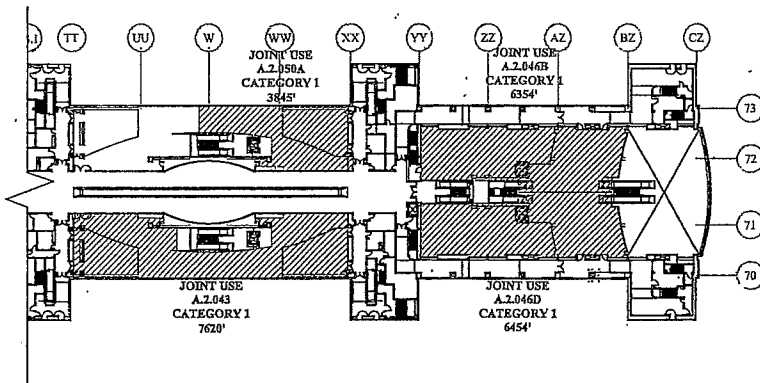 TT
UU
W
WW
XX
YY
ZZ
AZ
BZ
CZ
JOINT USE
A.2.050A
CATEGORY 1
3845'
JOINT USE
A.2.046B
CATEGORY 1
6354'
73
72
71
70
JOINT USE
A.2.043
CATEGORY 1
7620'
JOINT USE
A.2.046D
CATEGORY 1
6454'